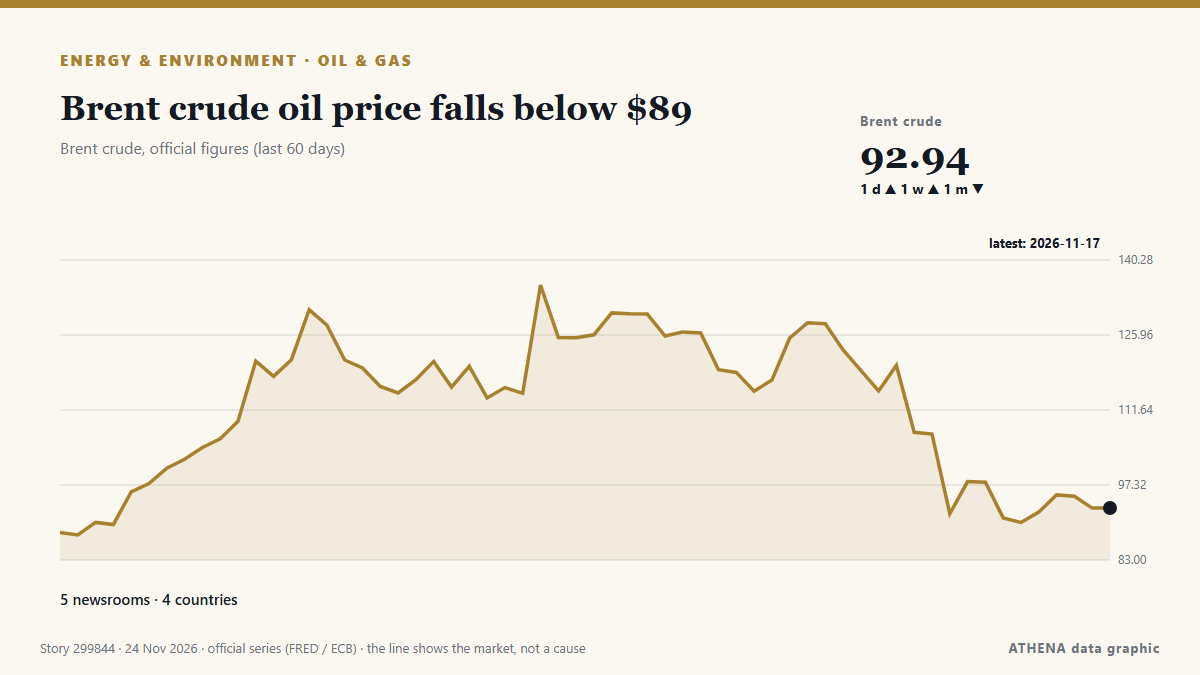 ENERGY & ENVIRONMENT · OIL & GAS
Brent crude oil price falls below $89
Brent crude, official figures (last 60 days)
Brent crude
92.94
1 d ▲ 1 w ▲ 1 m ▼
latest: 2026-11-17
140.28
125.96
111.64
97.32
83.00
5 newsrooms · 4 countries
Story 299844 · 24 Nov 2026 · official series (FRED / ECB) · the line shows the market, not a cause
ATHENA data graphic